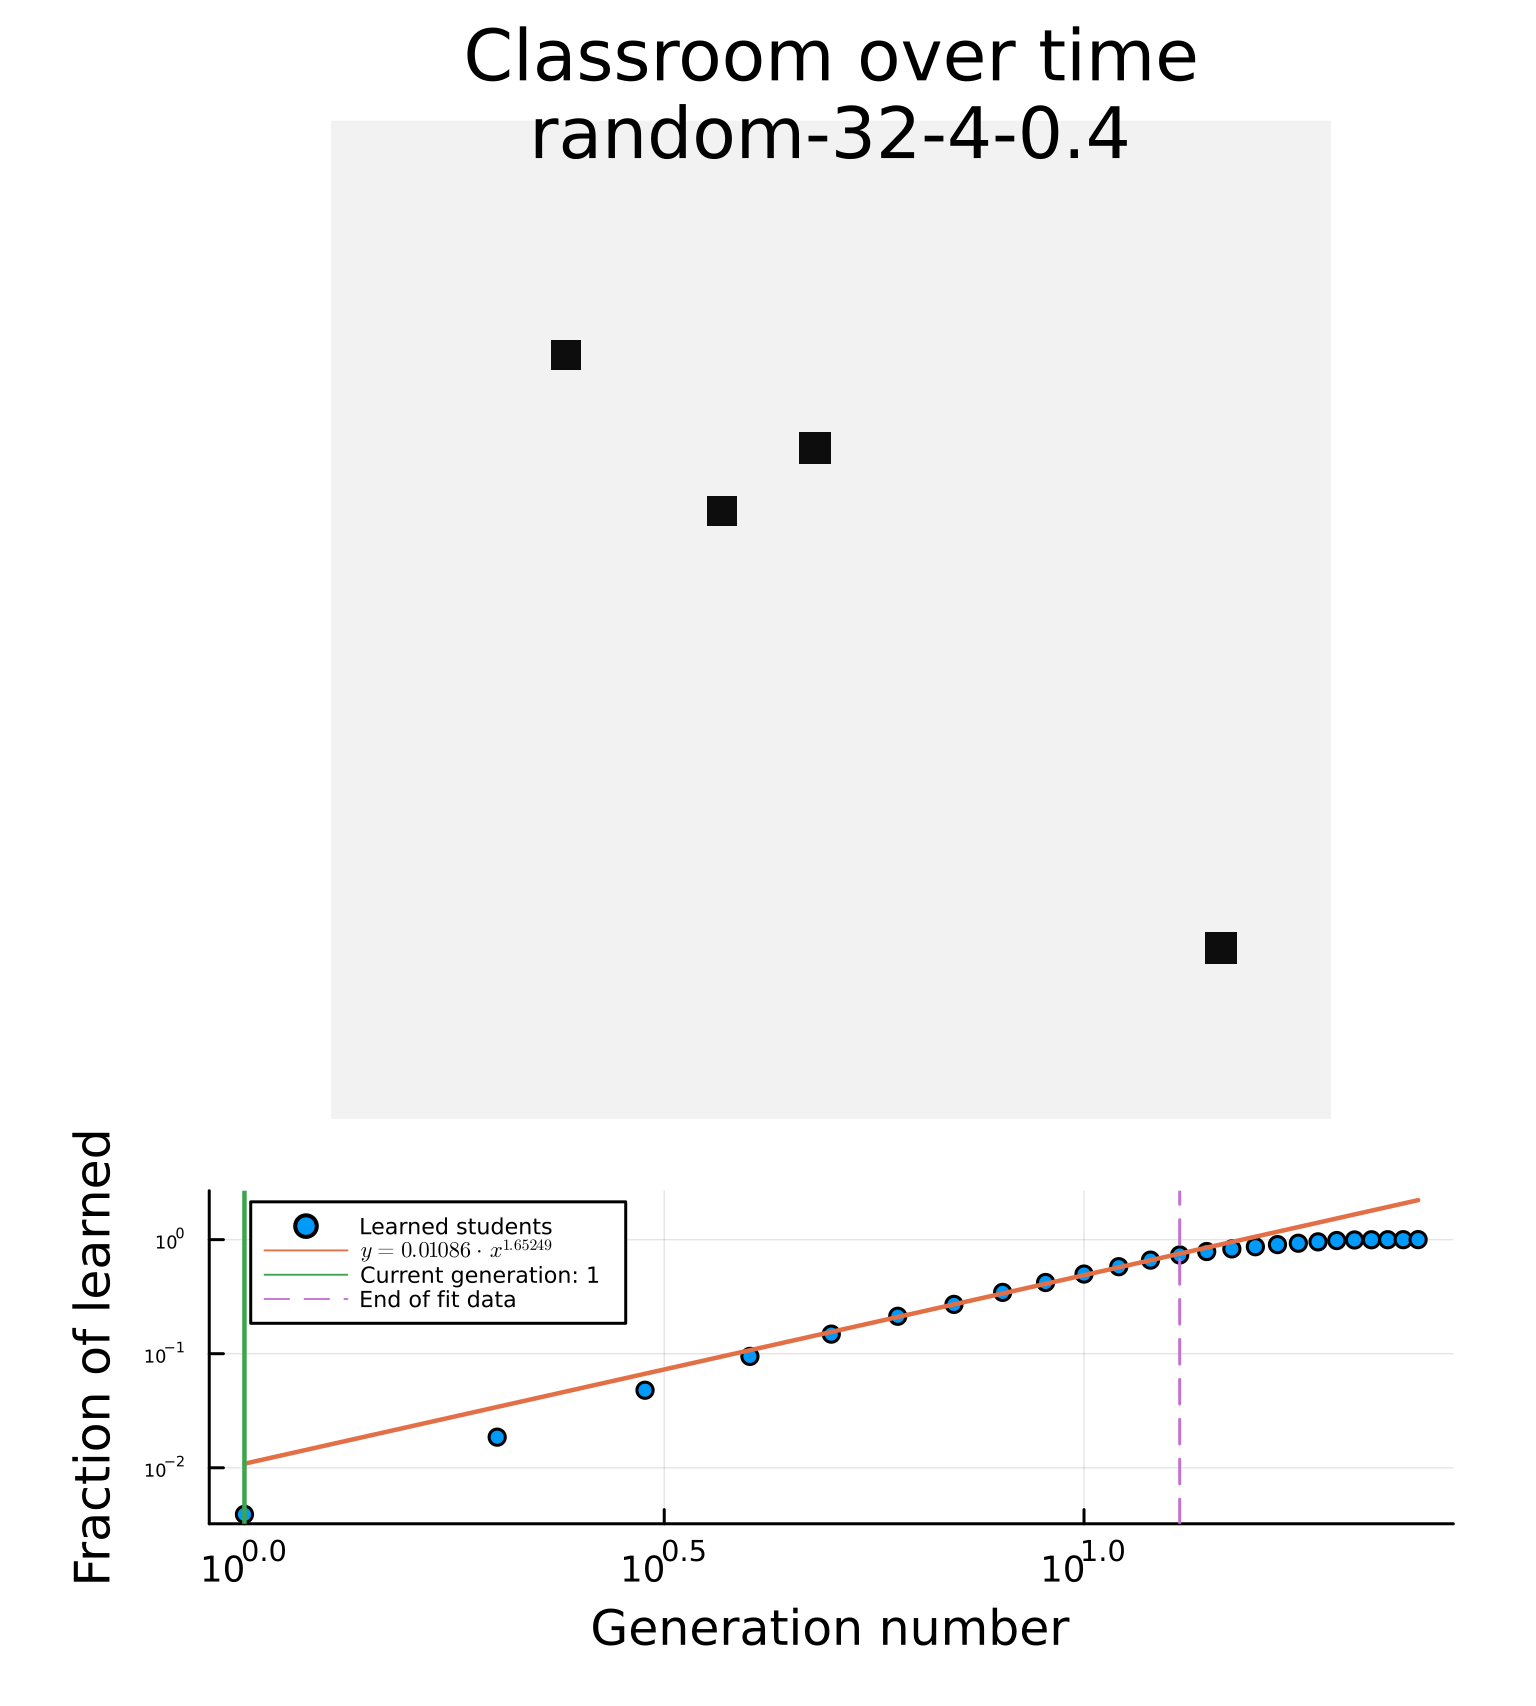 Classroom over time
random-32-4-0.4
Fraction of learned
10⁰
10⁻¹
10⁻²
Learned students
y = 0.01086 · x^1.65249
Current generation: 1
End of fit data
10^0.0
10^0.5
10^1.0
Generation number